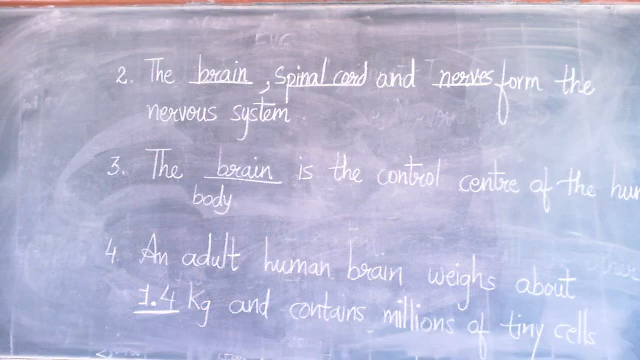 2. The brain, Spinal cord and nerves form the
nervous system.
3. The brain is the control centre of the hum
body
4. An adult human brain weighs about
1.4 Kg and contains millions of tiny cells